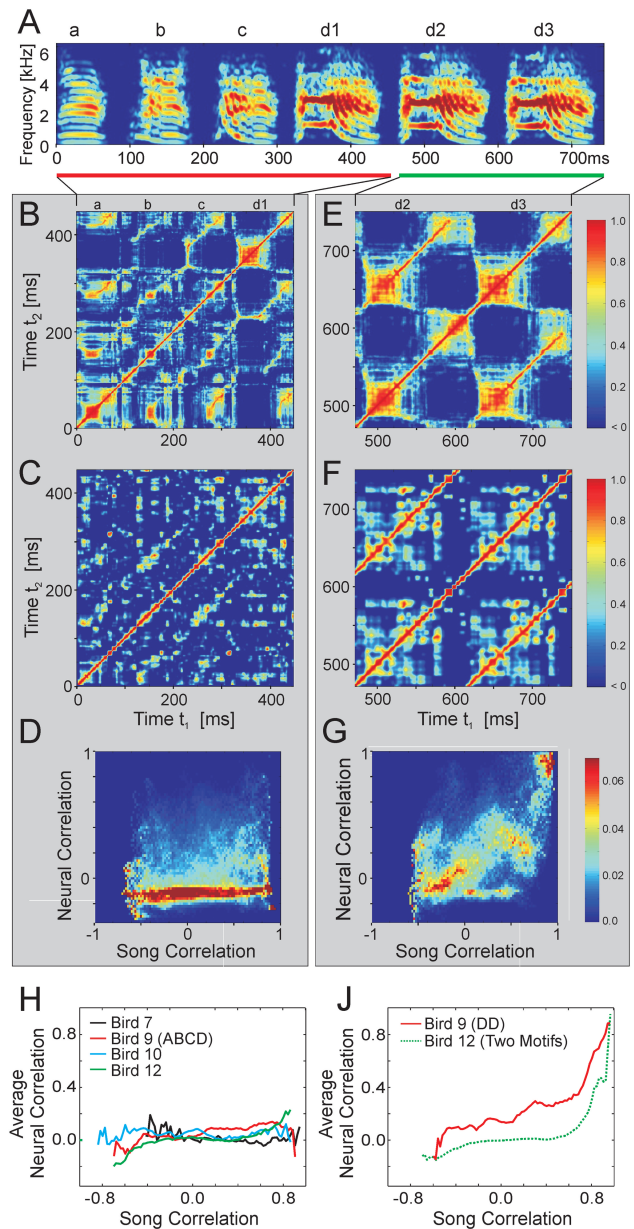 A
a b c d1 d2 d3
Frequency [kHz]
6
4
2
0
0 100 200 300 400 500 600 700ms
B
a b c d1
Time t2 [ms]
400
200
0
0 200 400
E
d2 d3
700
600
500
500 600 700
1.0
0.8
0.6
0.4
0.2
< 0
C
Time t2 [ms]
400
200
0
0 200 400
Time t1 [ms]
F
700
600
500
500 600 700
Time t1 [ms]
1.0
0.8
0.6
0.4
0.2
< 0
D
Neural Correlation
1
0
-1 0 1
Song Correlation
G
Neural Correlation
1
0
-1 0 1
Song Correlation
0.06
0.04
0.02
0.0
H
Average
Neural Correlation
0.8
0.4
0.0
-0.8 0.0 0.8
Song Correlation
Bird 7
Bird 9 (ABCD)
Bird 10
Bird 12
J
Average
Neural Correlation
0.8
0.4
0.0
-0.8 0.0 0.8
Song Correlation
Bird 9 (DD)
Bird 12 (Two Motifs)